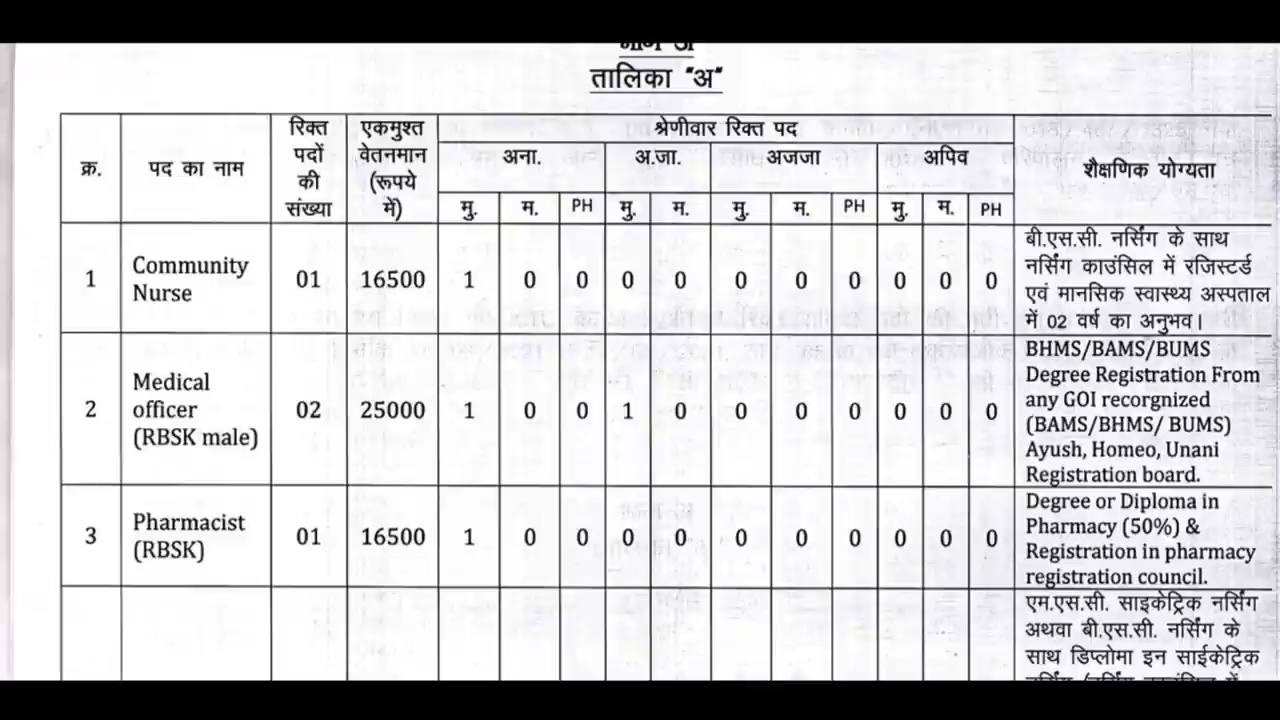 भाग अ
तालिका "अ"
क्र. पद का नाम रिक्त पदों की संख्या एकमुश्त वेतनमान (रूपये में) श्रेणीवार रिक्त पद शैक्षणिक योग्यता
अना. अ.जा. अजजा अपिव
मु. म. PH मु. म. मु. म. PH मु. म. PH
1 Community Nurse 01 16500 1 0 0 0 0 0 0 0 0 0 0
बी.एस.सी. नर्सिंग के साथ
नर्सिंग काउंसिल में रजिस्टर्ड
एवं मानसिक स्वास्थ्य अस्पताल
में 02 वर्ष का अनुभव।
2 Medical officer (RBSK male) 02 25000 1 0 0 1 0 0 0 0 0 0 0
BHMS/BAMS/BUMS
Degree Registration From
any GOI recorgnized
(BAMS/BHMS/ BUMS)
Ayush, Homeo, Unani
Registration board.
3 Pharmacist (RBSK) 01 16500 1 0 0 0 0 0 0 0 0 0 0
Degree or Diploma in
Pharmacy (50%) &
Registration in pharmacy
registration council.
एम.एस.सी. साइकेट्रिक नर्सिंग
अथवा बी.एस.सी. नर्सिंग के
साथ डिप्लोमा इन साईकेट्रिक